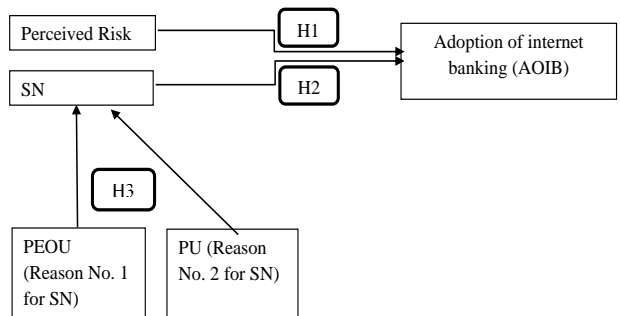 Perceived Risk
H1
Adoption of internet
banking (AOIB)
SN
H2
H3
PEOU
(Reason No. 1
for SN)
PU (Reason
No. 2 for SN)